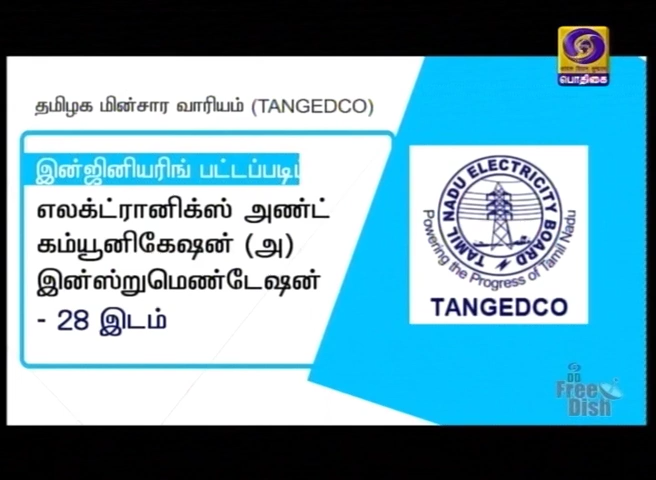 பொதிகை
தமிழக மின்சார வாரியம் (TANGEDCO)
இன்ஜினியரிங் பட்டப்படிப்
எலக்ட்ரானிக்ஸ் அண்ட்
கம்யூனிகேஷன் (அ)
இன்ஸ்றுமெண்டேஷன்
- 28 இடம்
TAMIL NADU ELECTRICITY BOARD
Powering the Progress of Tamil Nadu
TANGEDCO
DD
Free
Dish